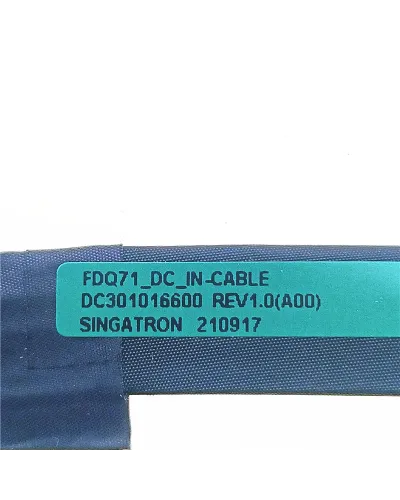 FDQ71_DC_IN-CABLE
DC301016600 REV1.0(A00)
SINGATRON 210917